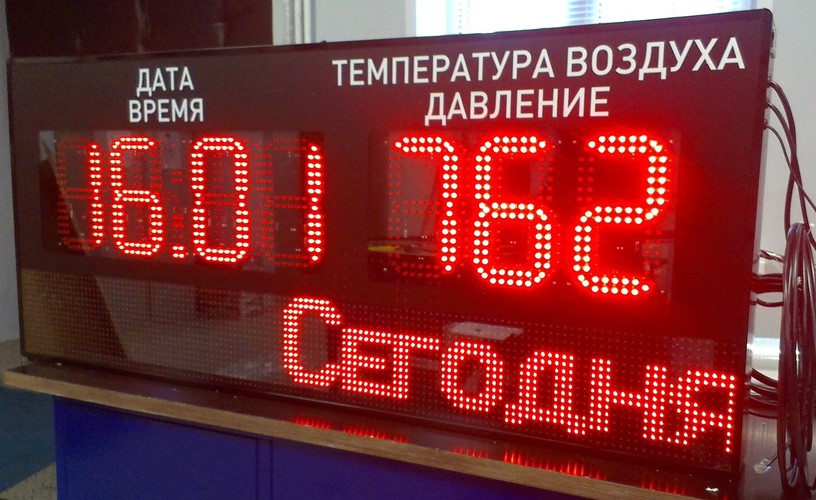 ДАТА
ВРЕМЯ
ТЕМПЕРАТУРА ВОЗДУХА
ДАВЛЕНИЕ
16.01
762
Сегодня